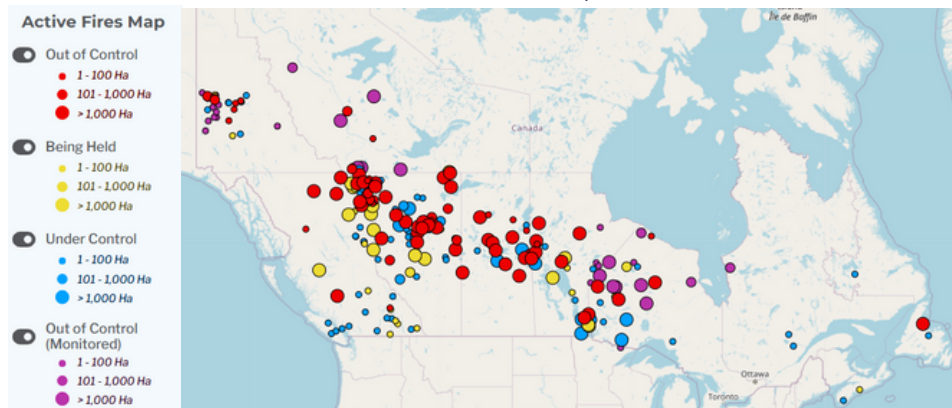 Active Fires Map
Out of Control
1 - 100 Ha
101 - 1,000 Ha
> 1,000 Ha
Being Held
1 - 100 Ha
101 - 1,000 Ha
> 1,000 Ha
Under Control
1 - 100 Ha
101 - 1,000 Ha
> 1,000 Ha
Out of Control
(Monitored)
1 - 100 Ha
101 - 1,000 Ha
> 1,000 Ha
Île de Baffin
Canada
Ottawa
Toronto